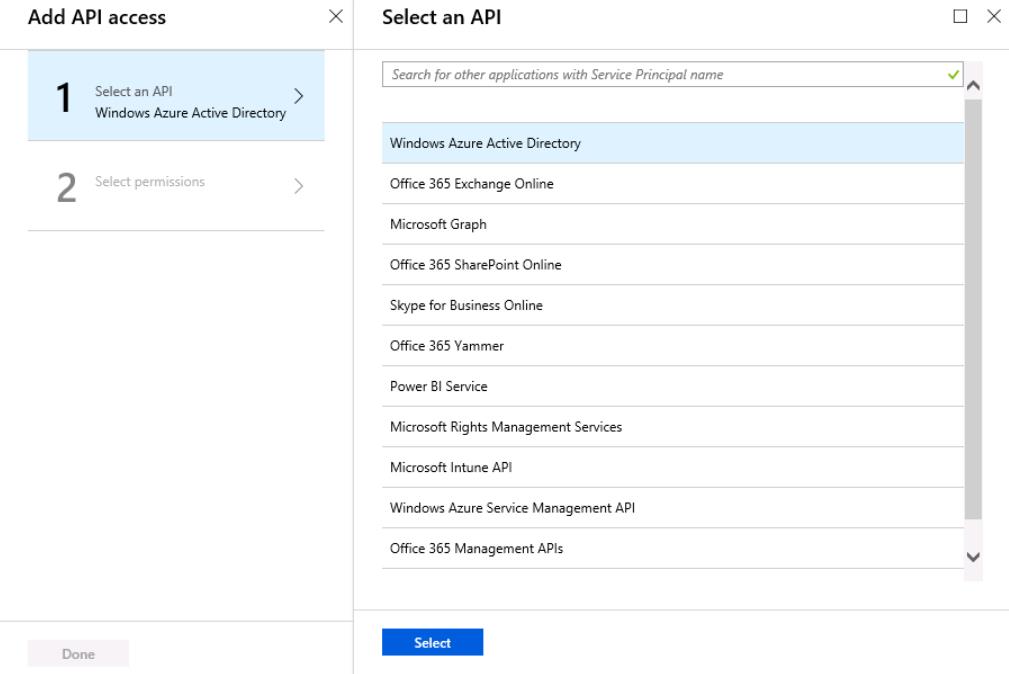 Add API access
1
Select an API
Windows Azure Active Directory
2
Select permissions
Done
Select an API
Search for other applications with Service Principal name
Windows Azure Active Directory
Office 365 Exchange Online
Microsoft Graph
Office 365 SharePoint Online
Skype for Business Online
Office 365 Yammer
Power BI Service
Microsoft Rights Management Services
Microsoft Intune API
Windows Azure Service Management API
Office 365 Management APIs
Select